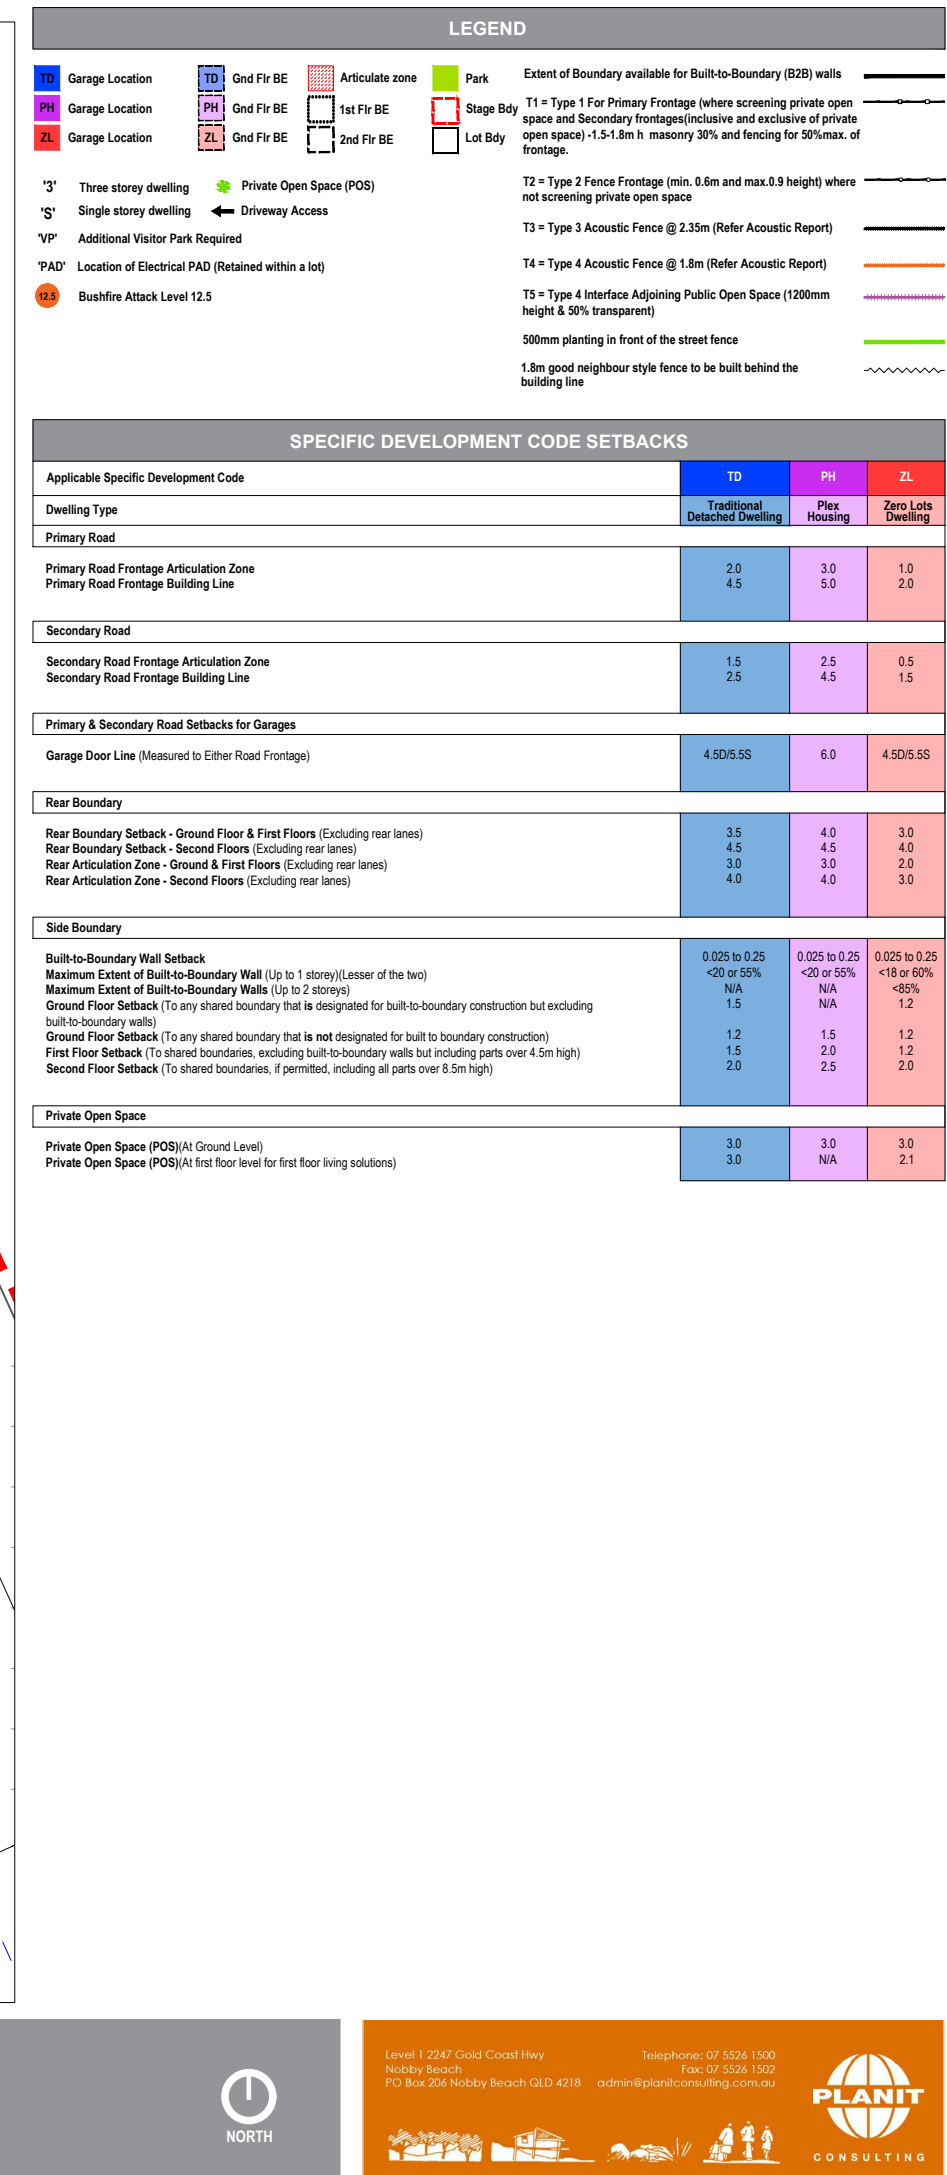 LEGEND
TD Garage Location TD Gnd Flr BE Articulate zone Park
PH Garage Location PH Gnd Flr BE 1st Flr BE Stage Bdy
ZL Garage Location ZL Gnd Flr BE 2nd Flr BE Lot Bdy
'3' Three storey dwelling Private Open Space (POS)
'S' Single storey dwelling Driveway Access
'VP' Additional Visitor Park Required
'PAD' Location of Electrical PAD (Retained within a lot)
12.5 Bushfire Attack Level 12.5
Extent of Boundary available for Built-to-Boundary (B2B) walls
T1 = Type 1 For Primary Frontage (where screening private open
space and Secondary frontages(inclusive and exclusive of private
open space) -1.5-1.8m h masonry 30% and fencing for 50%max. of
frontage.
T2 = Type 2 Fence Frontage (min. 0.6m and max.0.9 height) where
not screening private open space
T3 = Type 3 Acoustic Fence @ 2.35m (Refer Acoustic Report)
T4 = Type 4 Acoustic Fence @ 1.8m (Refer Acoustic Report)
T5 = Type 4 Interface Adjoining Public Open Space (1200mm
height & 50% transparent)
500mm planting in front of the street fence
1.8m good neighbour style fence to be built behind the
building line
SPECIFIC DEVELOPMENT CODE SETBACKS
Applicable Specific Development Code TD PH ZL
Dwelling Type Traditional Detached Dwelling Plex Housing Zero Lots Dwelling
Primary Road
Primary Road Frontage Articulation Zone 2.0 3.0 1.0
Primary Road Frontage Building Line 4.5 5.0 2.0
Secondary Road
Secondary Road Frontage Articulation Zone 1.5 2.5 0.5
Secondary Road Frontage Building Line 2.5 4.5 1.5
Primary & Secondary Road Setbacks for Garages
Garage Door Line (Measured to Either Road Frontage) 4.5D/5.5S 6.0 4.5D/5.5S
Rear Boundary
Rear Boundary Setback - Ground Floor & First Floors (Excluding rear lanes) 3.5 4.0 3.0
Rear Boundary Setback - Second Floors (Excluding rear lanes) 4.5 4.5 4.0
Rear Articulation Zone - Ground & First Floors (Excluding rear lanes) 3.0 3.0 2.0
Rear Articulation Zone - Second Floors (Excluding rear lanes) 4.0 4.0 3.0
Side Boundary
Built-to-Boundary Wall Setback 0.025 to 0.25 0.025 to 0.25 0.025 to 0.25
Maximum Extent of Built-to-Boundary Wall (Up to 1 storey)(Lesser of the two) <20 or 55% <20 or 55% <18 or 60%
Maximum Extent of Built-to-Boundary Walls (Up to 2 storeys) N/A N/A <85%
Ground Floor Setback (To any shared boundary that is designated for built-to-boundary construction but excluding 1.5 N/A 1.2
built-to-boundary walls)
Ground Floor Setback (To any shared boundary that is not designated for built to boundary construction) 1.2 1.5 1.2
First Floor Setback (To shared boundaries, excluding built-to-boundary walls but including parts over 4.5m high) 1.5 2.0 1.2
Second Floor Setback (To shared boundaries, if permitted, including all parts over 8.5m high) 2.0 2.5 2.0
Private Open Space
Private Open Space (POS)(At Ground Level) 3.0 3.0 3.0
Private Open Space (POS)(At first floor level for first floor living solutions) 3.0 N/A 2.1
NORTH
Level 1 2247 Gold Coast Hwy Telephone: 07 5526 1500
Nobby Beach Fax: 07 5526 1502
PO Box 206 Nobby Beach QLD 4218 admin@planitconsulting.com.au
PLANIT
CONSULTING